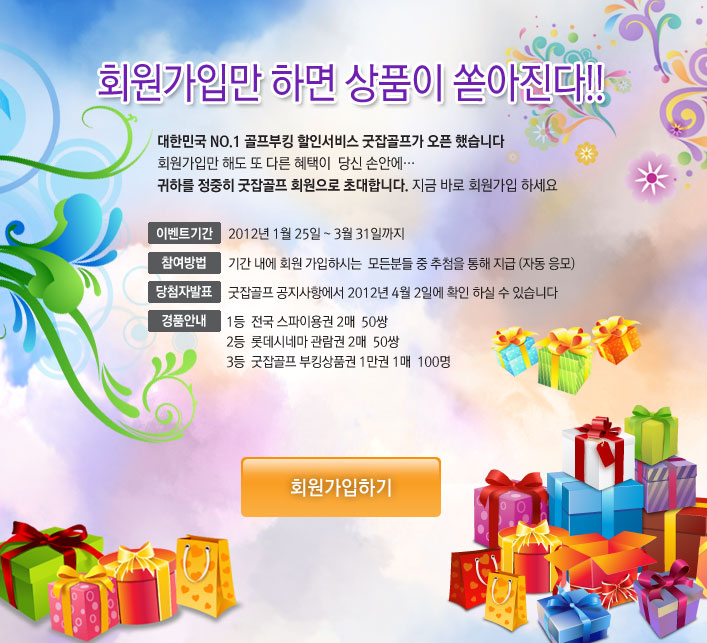 회원가입만 하면 상품이 쏟아진다!!
대한민국 NO.1 골프부킹 할인서비스 굿잡골프가 오픈 했습니다
회원가입만 해도 또 다른 혜택이 당신 손안에…
귀하를 정중히 굿잡골프 회원으로 초대합니다. 지금 바로 회원가입 하세요
이벤트기간 2012년 1월 25일 ~ 3월 31일까지
참여방법 기간 내에 회원 가입하시는 모든분들 중 추첨을 통해 지급 (자동 응모)
당첨자발표 굿잡골프 공지사항에서 2012년 4월 2일에 확인 하실 수 있습니다
경품안내 1등 전국 스파이용권 2매 50쌍
2등 롯데시네마 관람권 2매 50쌍
3등 굿잡골프 부킹상품권 1만권 1매 100명
회원가입하기